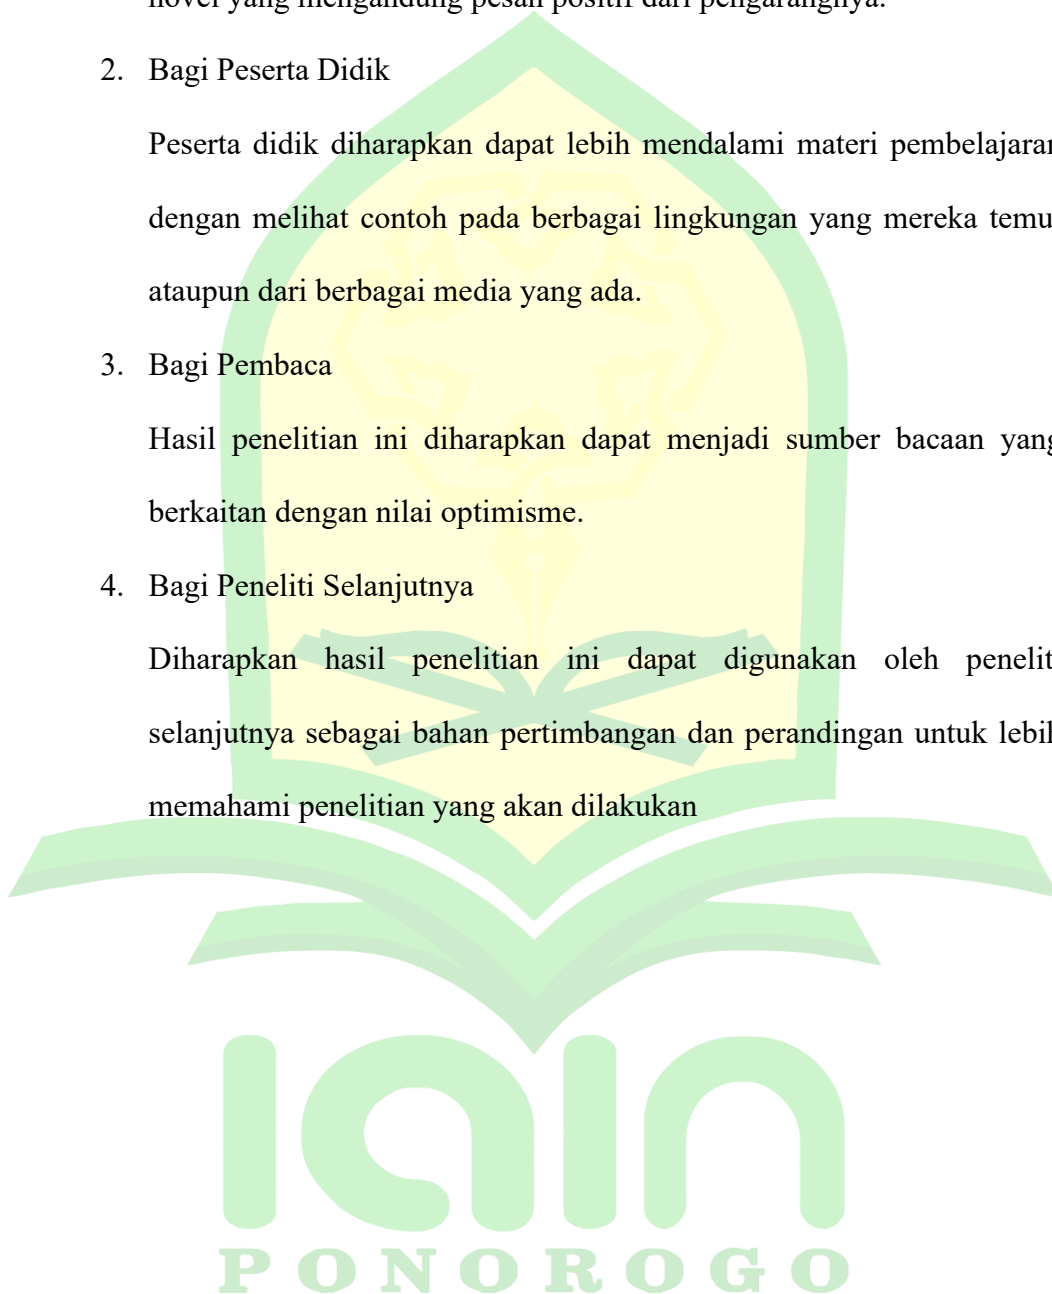 novel yang mengandung pesan positif dari pengarangnya.
2. Bagi Peserta Didik
Peserta didik diharapkan dapat lebih mendalami materi pembelajaran
dengan melihat contoh pada berbagai lingkungan yang mereka temui
ataupun dari berbagai media yang ada.
3. Bagi Pembaca
Hasil penelitian ini diharapkan dapat menjadi sumber bacaan yang
berkaitan dengan nilai optimisme.
4. Bagi Peneliti Selanjutnya
Diharapkan hasil penelitian ini dapat digunakan oleh peneliti
selanjutnya sebagai bahan pertimbangan dan perandingan untuk lebih
memahami penelitian yang akan dilakukan
iain
PONOROGO